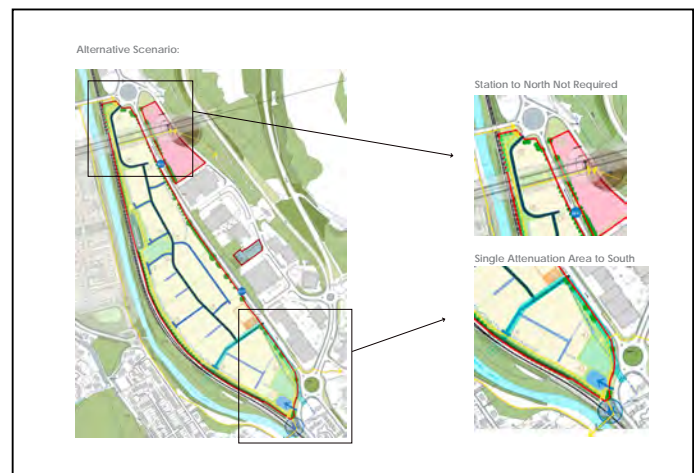 Alternative Scenario:
Station to North Not Required
Single Attenuation Area to South